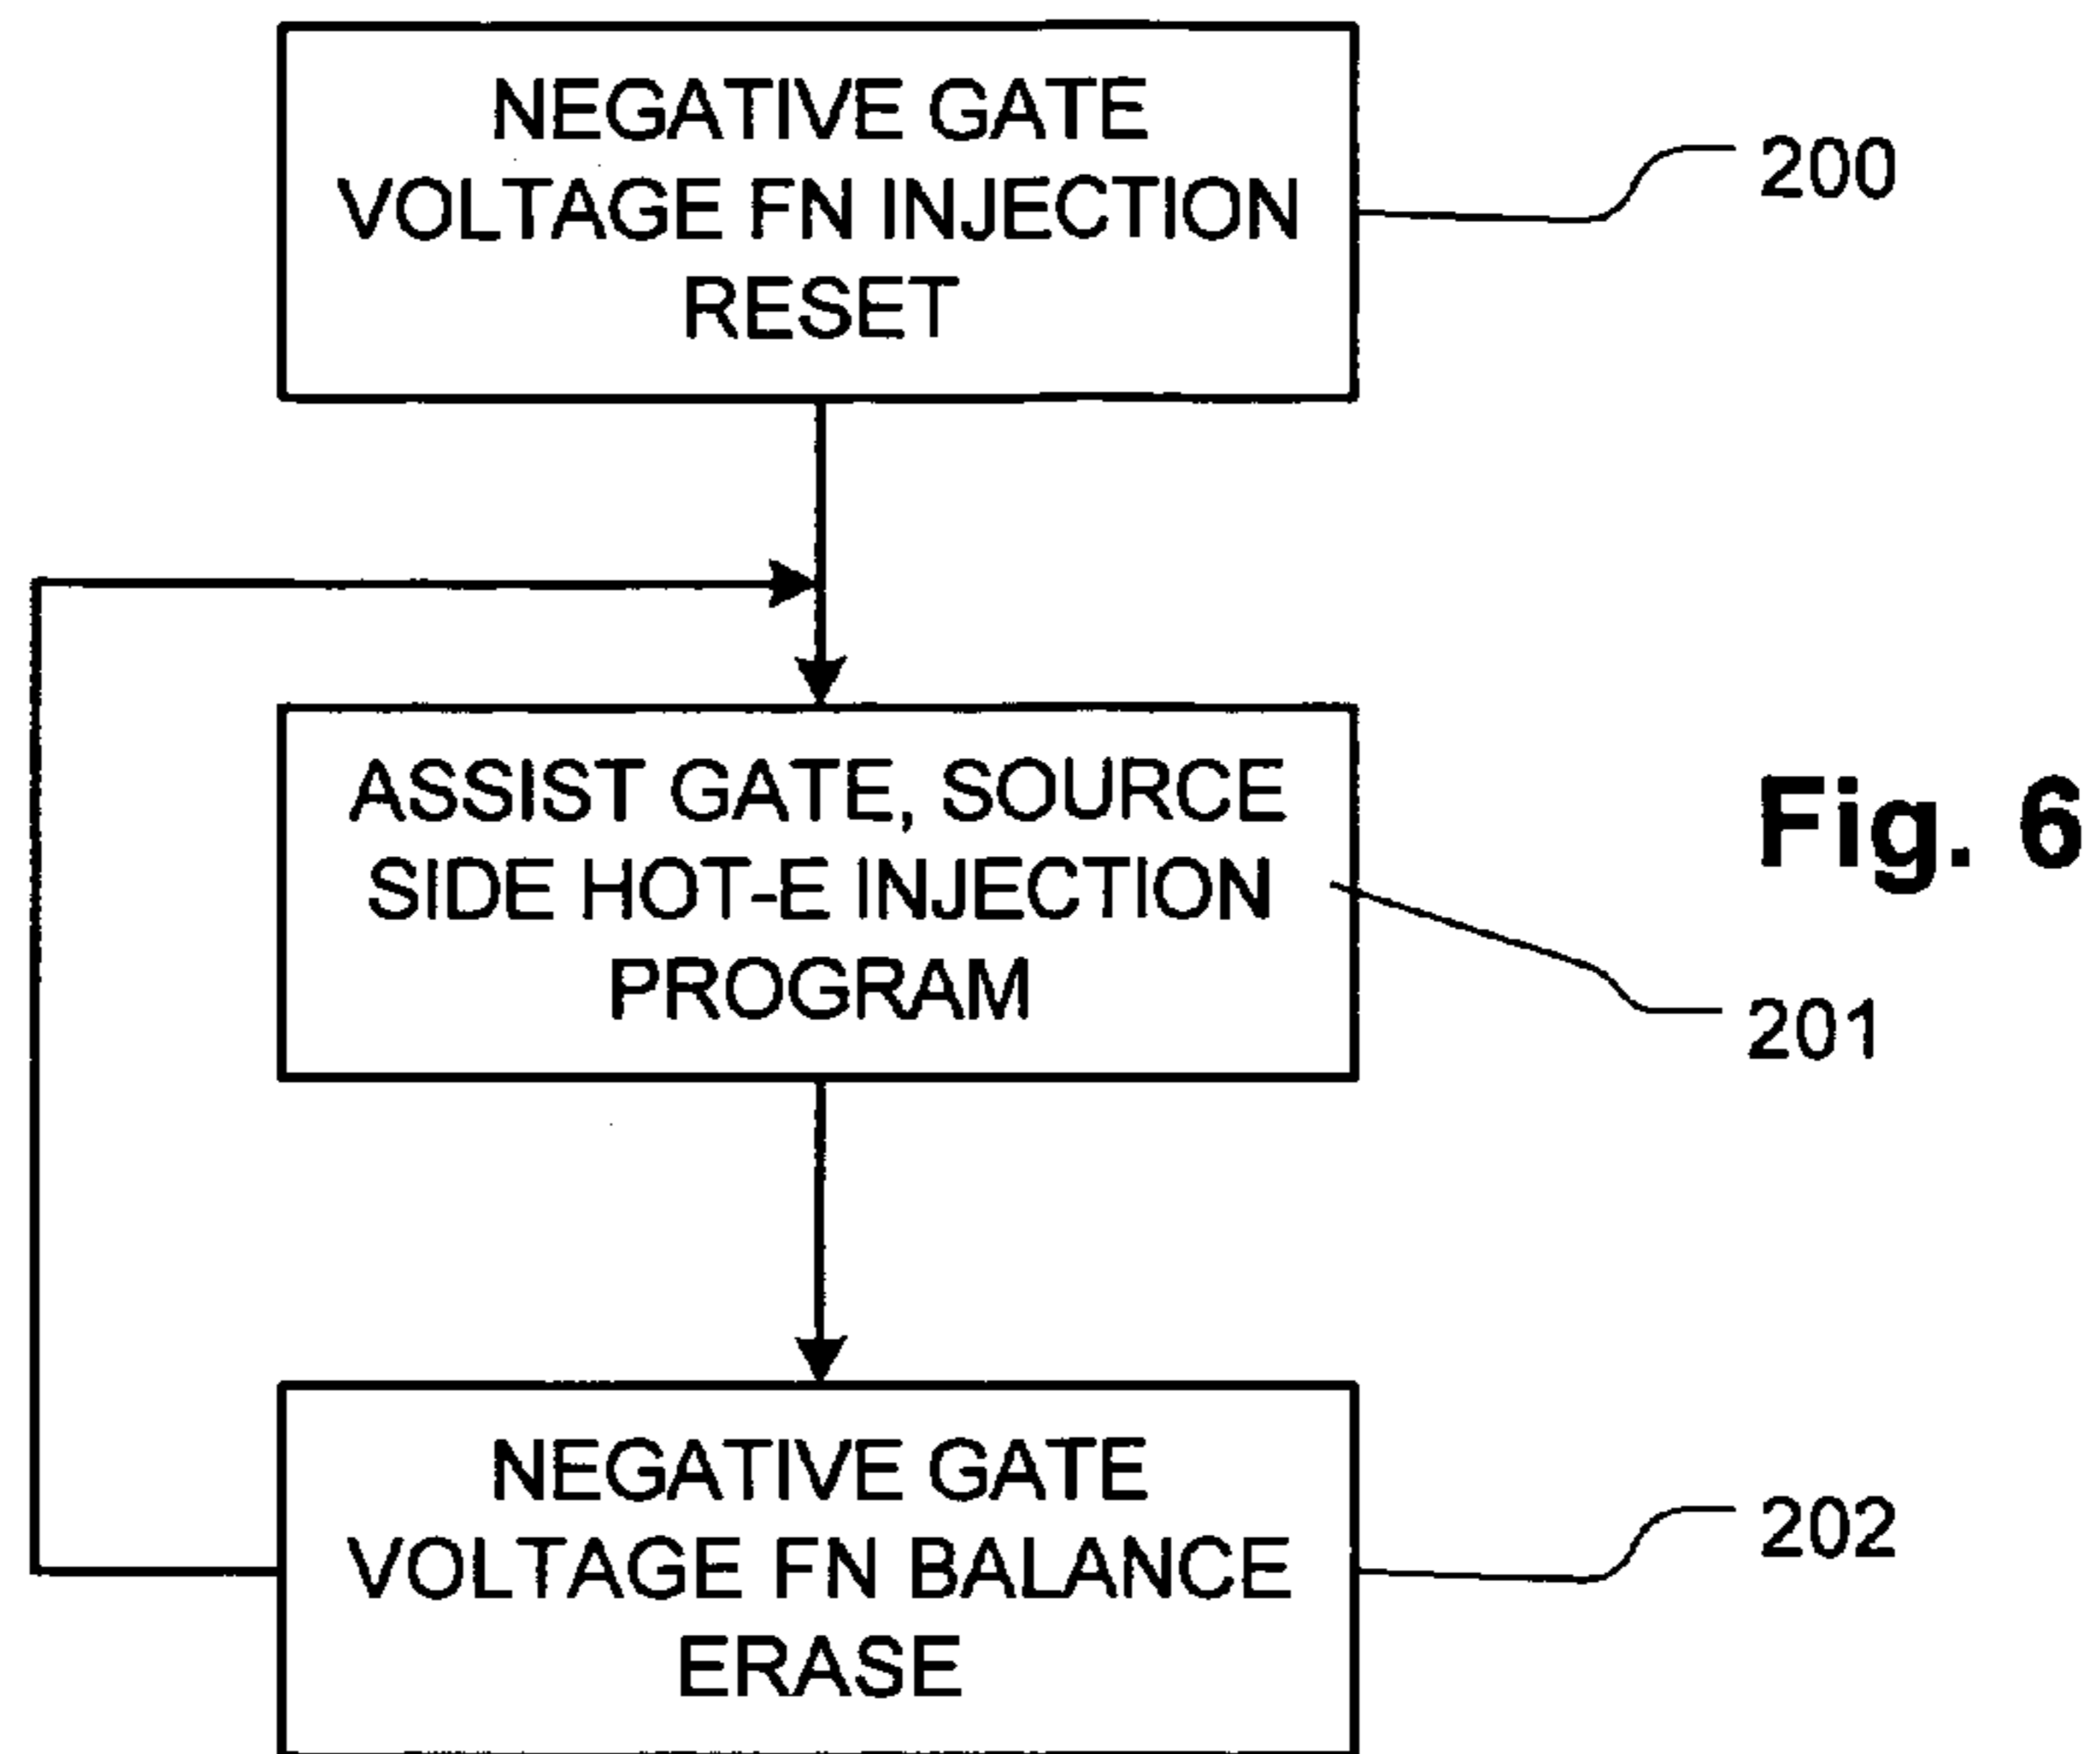 NEGATIVE GATE
VOLTAGE FN INJECTION
RESET
200
ASSIST GATE, SOURCE
SIDE HOT-E INJECTION
PROGRAM
201
Fig. 6
NEGATIVE GATE
VOLTAGE FN BALANCE
ERASE
202